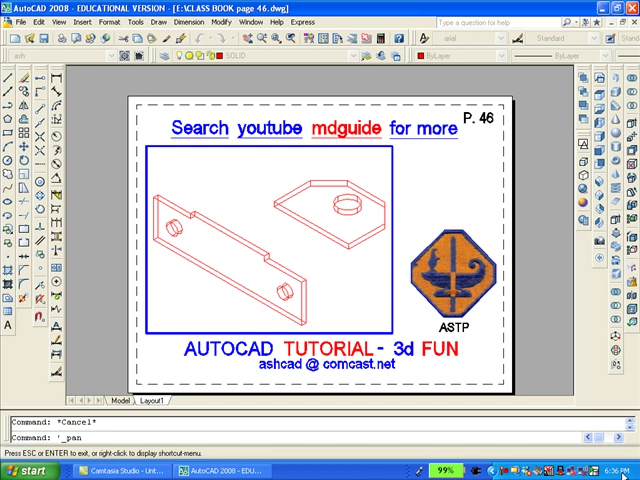 AutoCAD 2008 - EDUCATIONAL VERSION - [E:\CLASS BOOK page 46.dwg]
File Edit View Insert Format Tools Draw Dimension Modify Window Help Express
Type a question for help
arial
Standard
ash
SOLID
ByLayer
ByLayer
P. 46
Search youtube mdguide for more
ASTP
AUTOCAD TUTORIAL - 3d FUN
ashcad @ comcast.net
Model Layout1
Command: *Cancel*
Command: '_pan
Press ESC or ENTER to exit, or right-click to display shortcut-menu.
start
Camtasia Studio - Unt...
AutoCAD 2008 - EDU...
99%
6:36 PM